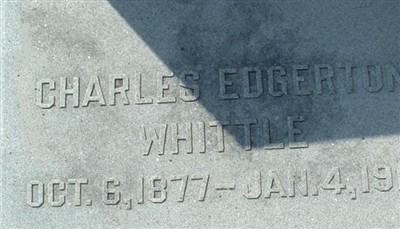 CHARLES EDGERTON
WHITTLE
OCT. 6, 1877 – JAN. 4, 19